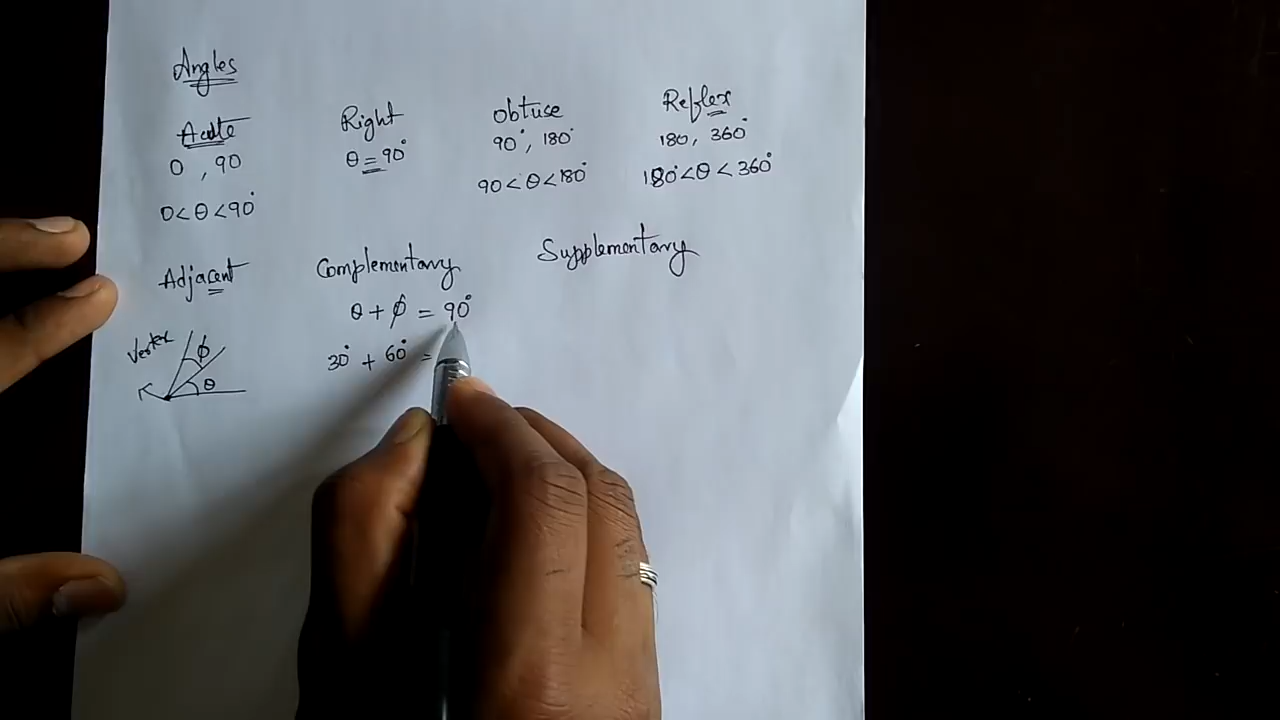 Angles
Acute
0 , 90
0 < θ < 90°
Right
θ = 90°
Obtuse
90°, 180°
90 < θ < 180°
Reflex
180, 360°
180° < θ < 360°
Adjacent
Vertex
ϕ
θ
Complementary
θ + ϕ = 90°
30° + 60° =
Supplementary